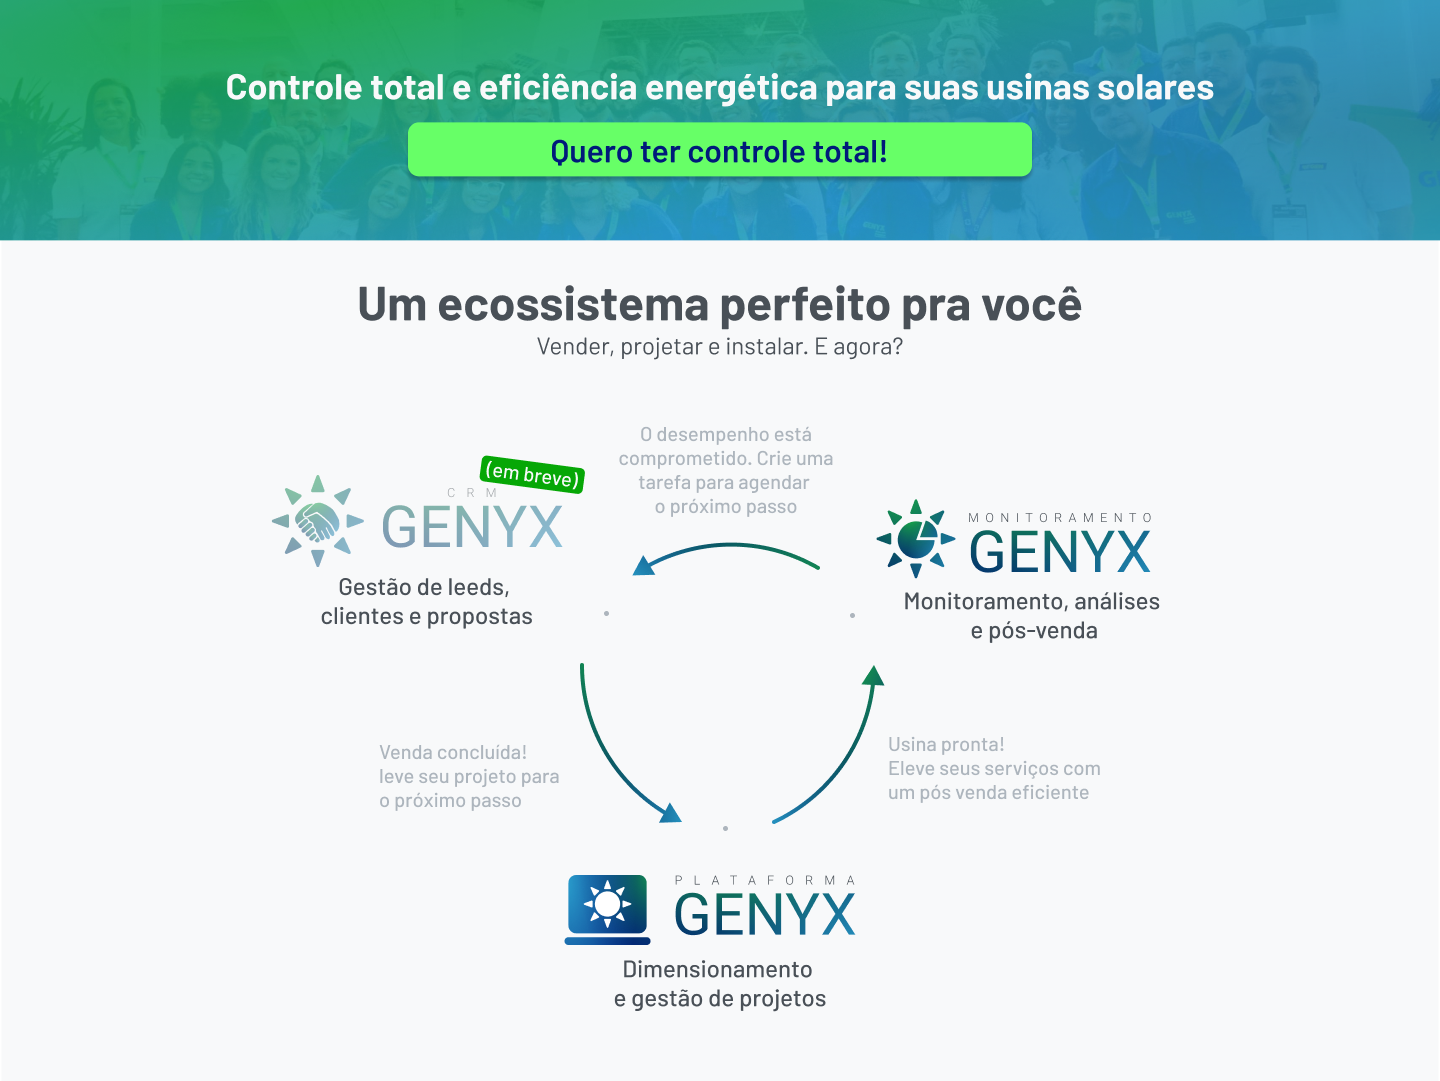 Controle total e eficiência energética para suas usinas solares
Quero ter controle total!
Um ecossistema perfeito pra você
Vender, projetar e instalar. E agora?
O desempenho está
comprometido. Crie uma
tarefa para agendar
o próximo passo
(em breve)
CRM
GENYX
Gestão de leeds,
clientes e propostas
MONITORAMENTO
GENYX
Monitoramento, análises
e pós-venda
Venda concluída!
leve seu projeto para
o próximo passo
Usina pronta!
Eleve seus serviços com
um pós venda eficiente
PLATAFORMA
GENYX
Dimensionamento
e gestão de projetos